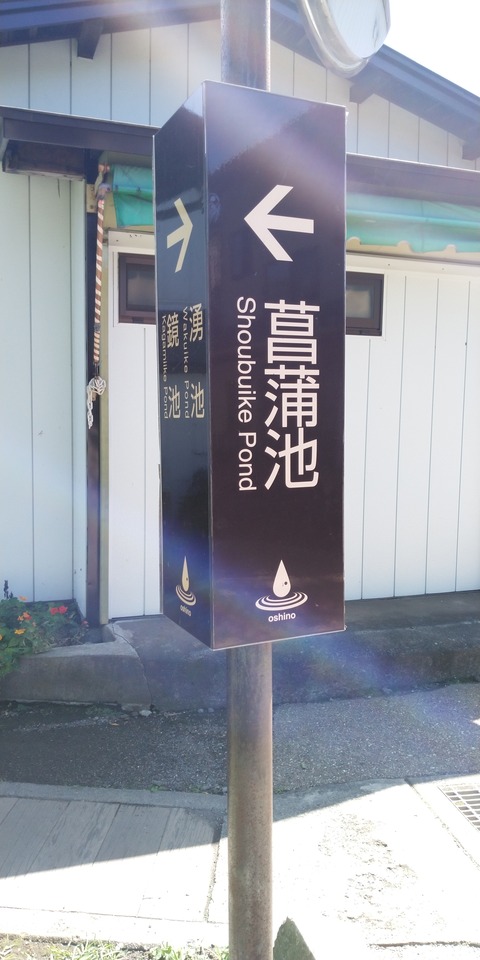 菖蒲池
Shoubuike Pond
oshino
湧池
Wakuike Pond
鏡池
Kagamiike Pond
oshino